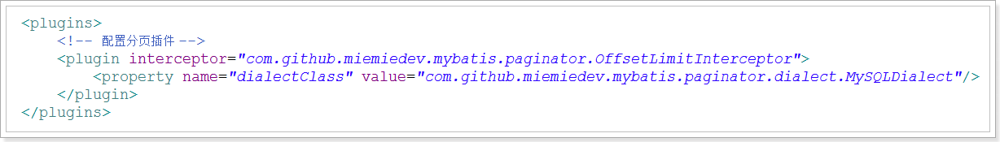 <plugins>
<!-- 配置分页插件 -->
<plugin interceptor="com.github.miemiedev.mybatis.paginator.OffsetLimitInterceptor">
<property name="dialectClass" value="com.github.miemiedev.mybatis.paginator.dialect.MySQLDialect"/>
</plugin>
</plugins>